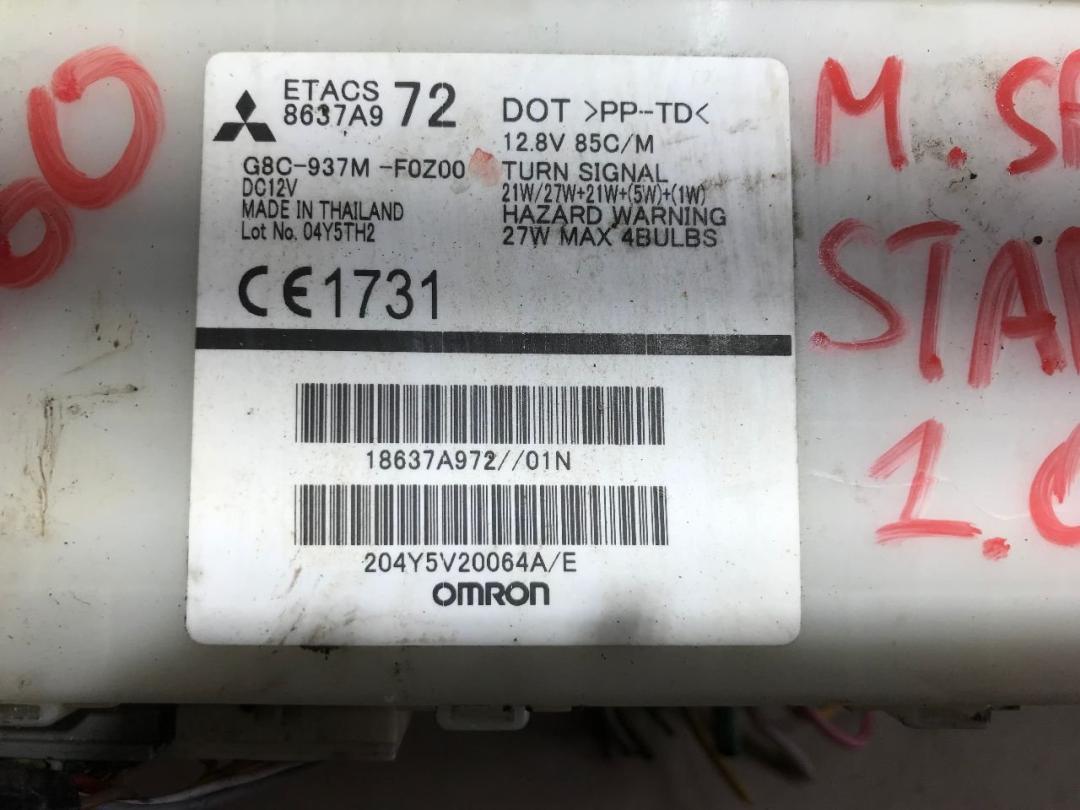 ETACS
8637A9 72
G8C-937M -F0Z00
DC12V
MADE IN THAILAND
Lot No. 04Y5TH2
CE1731
DOT >PP-TD<
12.8V 85C/M
TURN SIGNAL
21W/27W+21W+(5W)+(1W)
HAZARD WARNING
27W MAX 4BULBS
18637A972//01N
204Y5V20064A/E
OMRON
M.
1.0